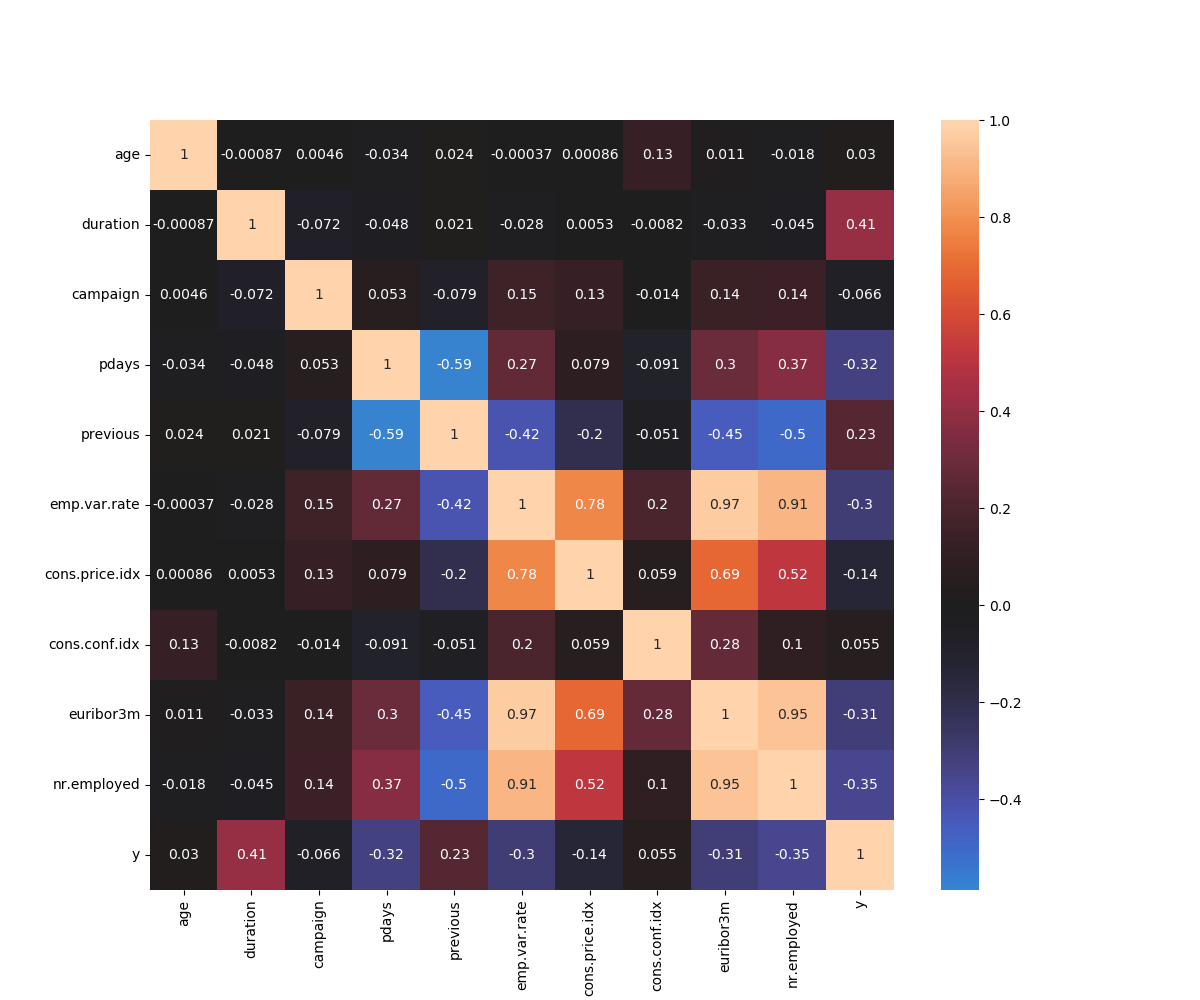 age 1 -0.00087 0.0046 -0.034 0.024 -0.00037 0.00086 0.13 0.011 -0.018 0.03
duration -0.00087 1 -0.072 -0.048 0.021 -0.028 0.0053 -0.0082 -0.033 -0.045 0.41
campaign 0.0046 -0.072 1 0.053 -0.079 0.15 0.13 -0.014 0.14 0.14 -0.066
pdays -0.034 -0.048 0.053 1 -0.59 0.27 0.079 -0.091 0.3 0.37 -0.32
previous 0.024 0.021 -0.079 -0.59 1 -0.42 -0.2 -0.051 -0.45 -0.5 0.23
emp.var.rate -0.00037 -0.028 0.15 0.27 -0.42 1 0.78 0.2 0.97 0.91 -0.3
cons.price.idx 0.00086 0.0053 0.13 0.079 -0.2 0.78 1 0.059 0.69 0.52 -0.14
cons.conf.idx 0.13 -0.0082 -0.014 -0.091 -0.051 0.2 0.059 1 0.28 0.1 0.055
euribor3m 0.011 -0.033 0.14 0.3 -0.45 0.97 0.69 0.28 1 0.95 -0.31
nr.employed -0.018 -0.045 0.14 0.37 -0.5 0.91 0.52 0.1 0.95 1 -0.35
y 0.03 0.41 -0.066 -0.32 0.23 -0.3 -0.14 0.055 -0.31 -0.35 1
age duration campaign pdays previous emp.var.rate cons.price.idx cons.conf.idx euribor3m nr.employed y
1.0
0.8
0.6
0.4
0.2
0.0
−0.2
−0.4